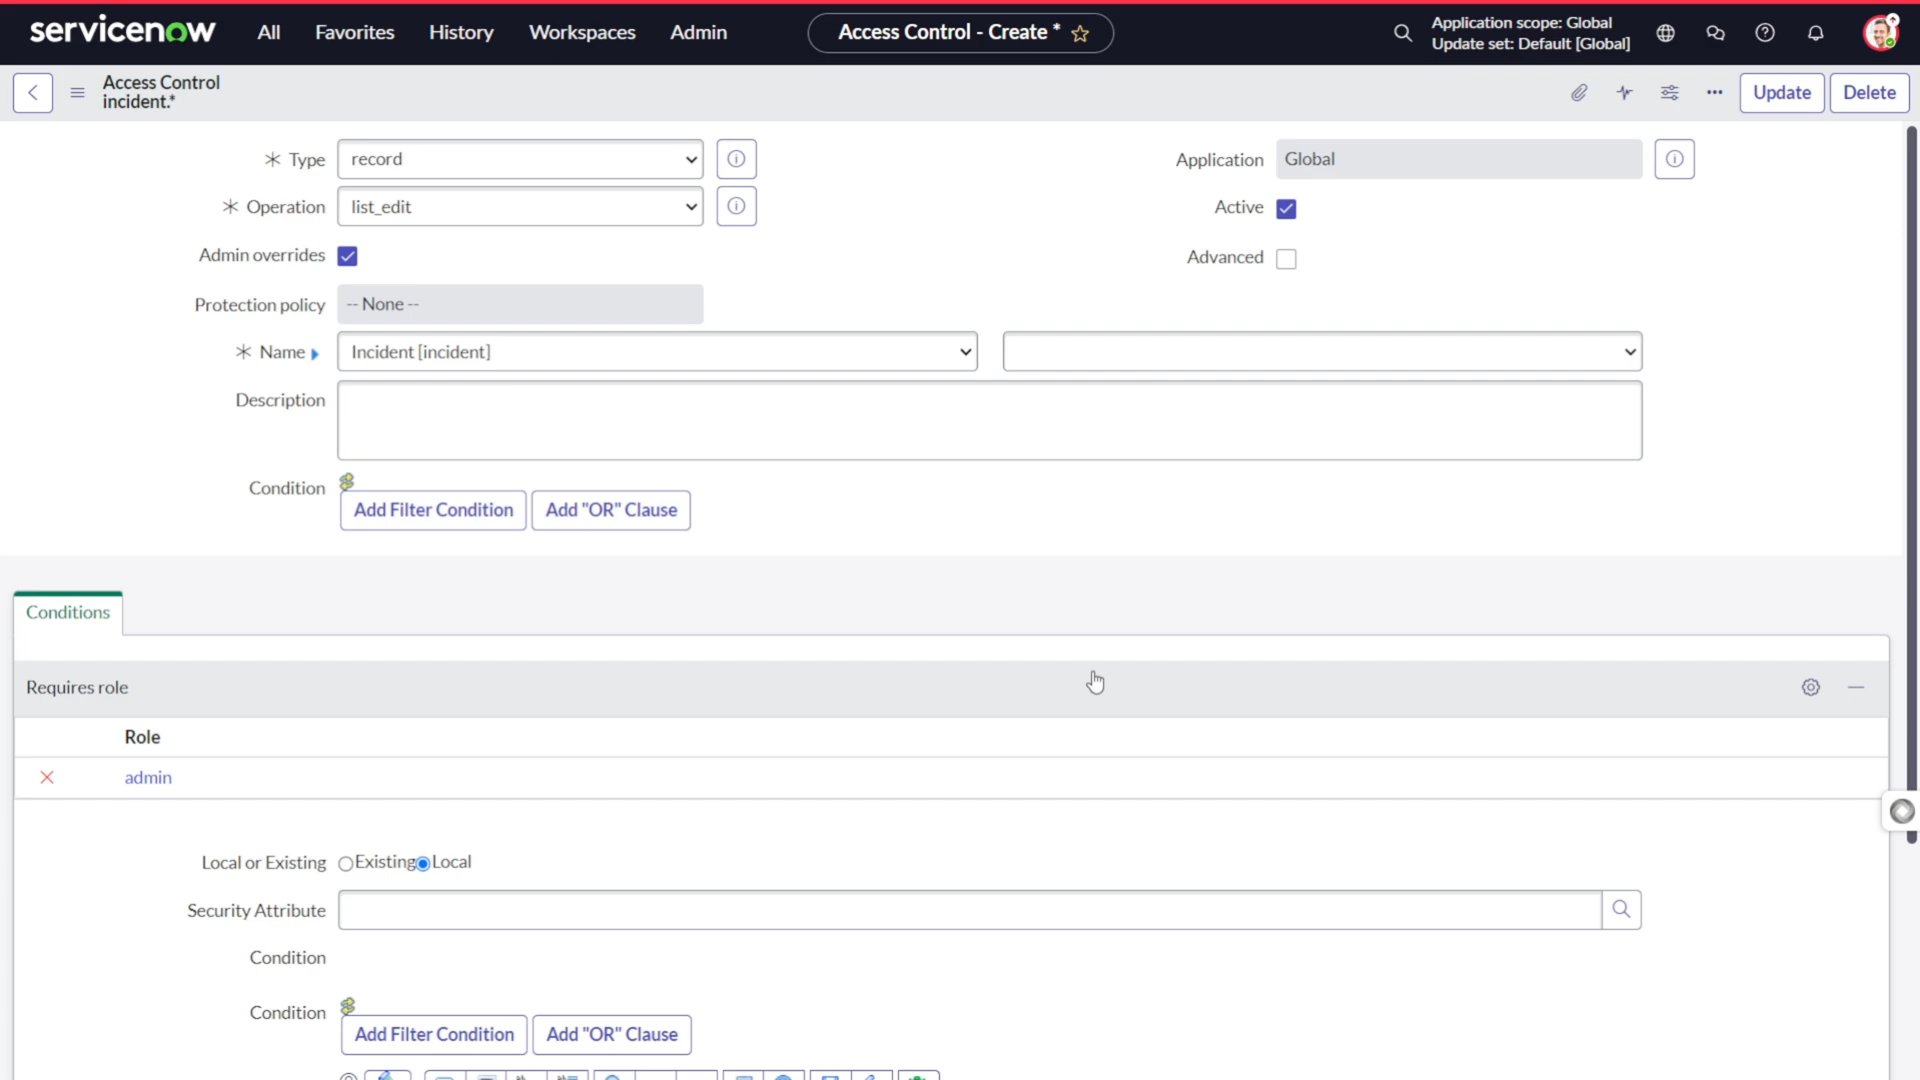 servicenow All Favorites History Workspaces Admin Access Control - Create * Application scope: Global
Update set: Default [Global]
Access Control
incident.*
Update Delete
Type record
Application Global
Operation list_edit
Active
Admin overrides
Advanced
Protection policy -- None --
Name Incident [incident]
Description
Condition
Add Filter Condition Add "OR" Clause
Conditions
Requires role
Role
admin
Local or Existing Existing Local
Security Attribute
Condition
Condition
Add Filter Condition Add "OR" Clause